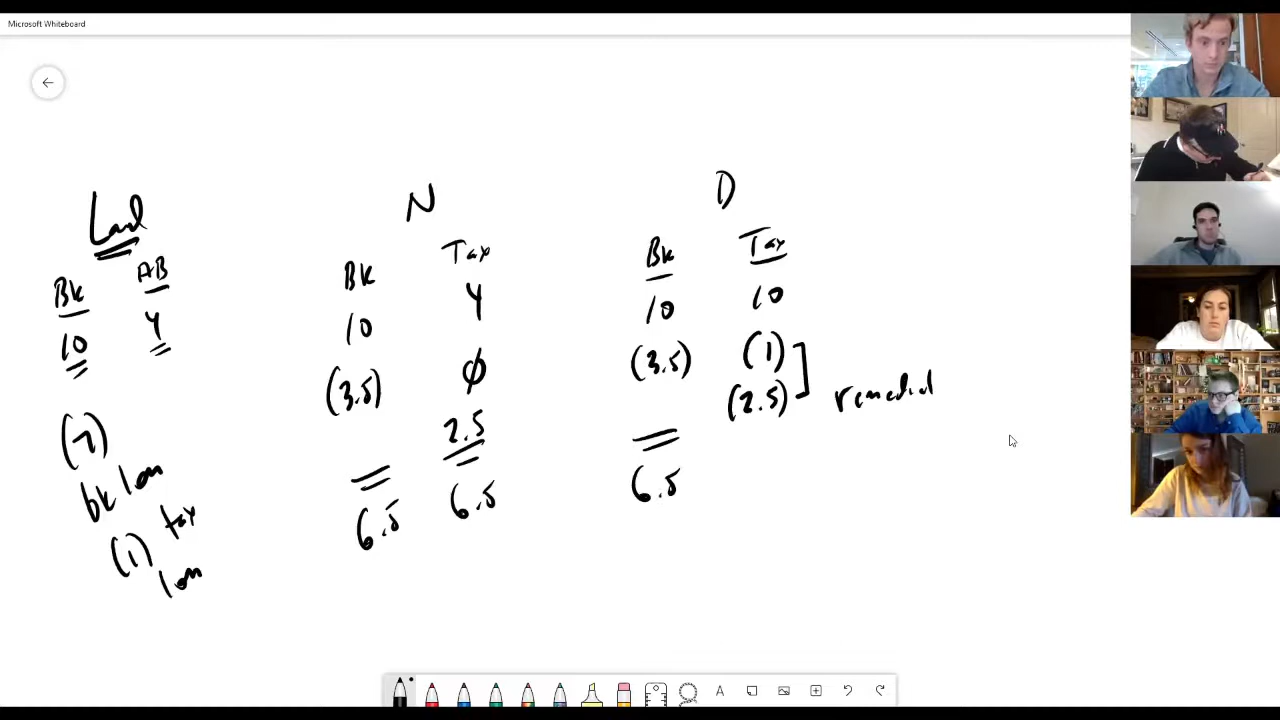 Microsoft Whiteboard
Land
Bk AB
10 4
(7)
bk loss
(1) tax
loss
N
Bk Tax
10 4
(3.5) ϕ
2.5
6.5 6.5
D
Bk Tax
10 10
(3.5) (1)
(2.5) remedial
6.5
A